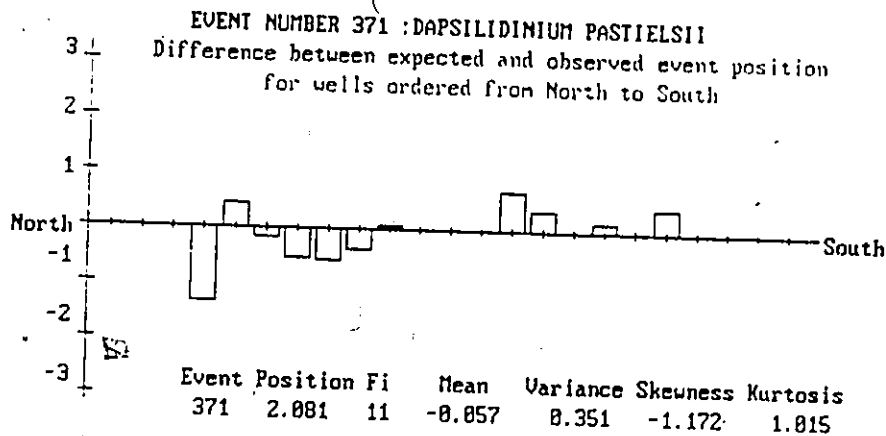 EVENT NUMBER 371 :DAPSILIDINIUM PASTIELSII
Difference between expected and observed event position
for wells ordered from North to South
3
2
1
North
South
-1
-2
-3
Event Position Fi Mean Variance Skewness Kurtosis
371 2.081 11 -0.057 0.351 -1.172 1.015